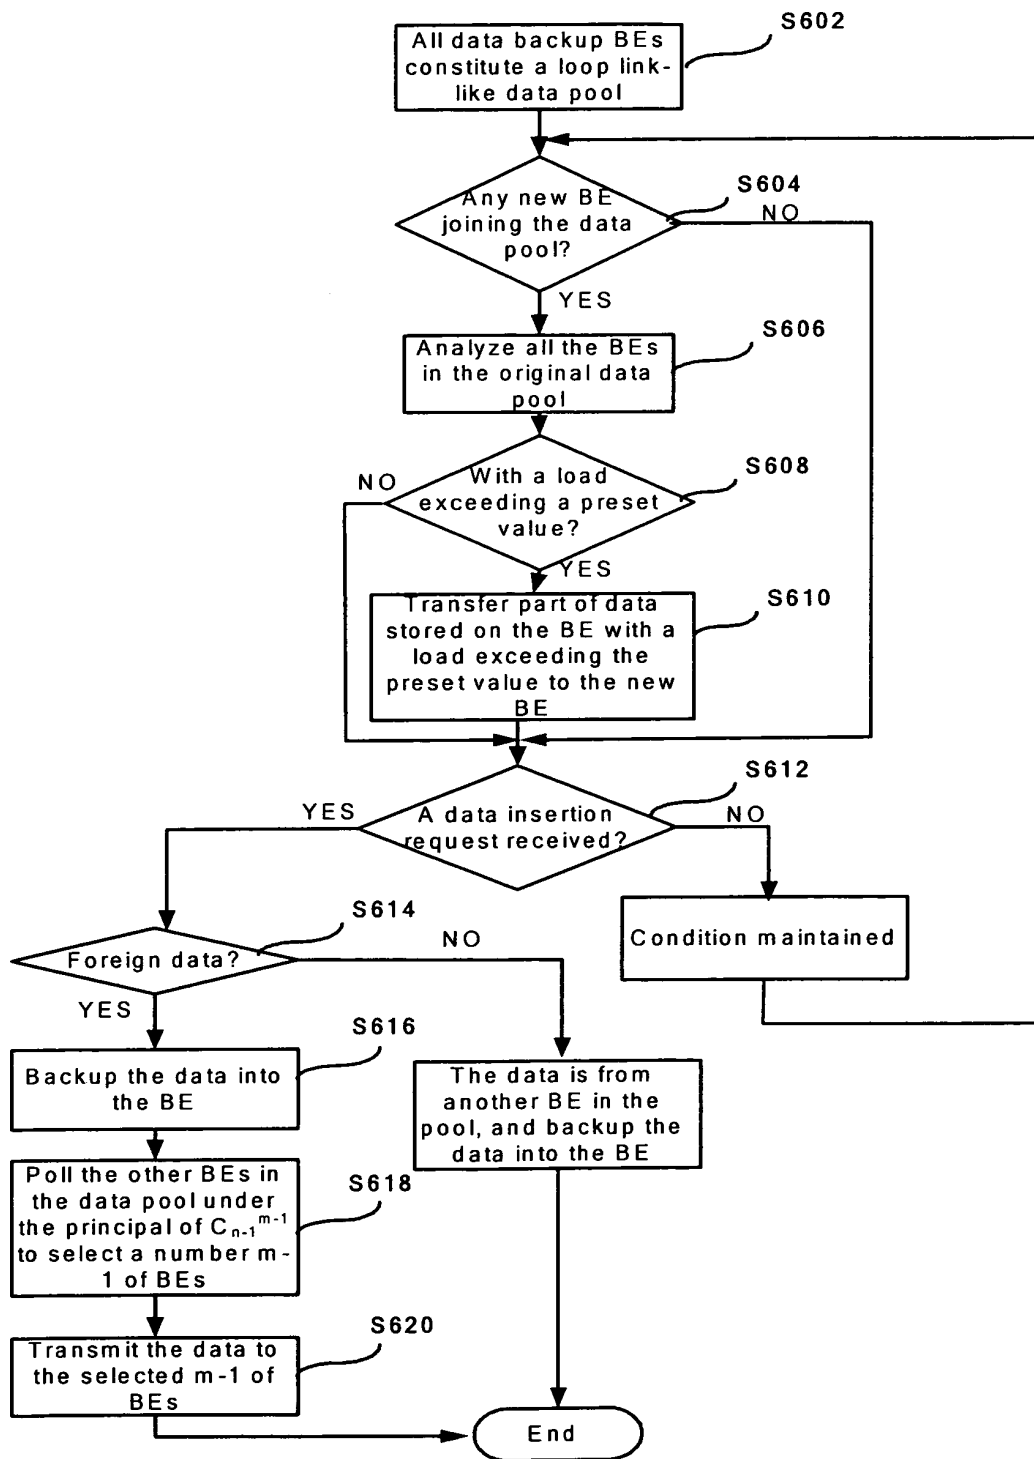 S602
All data backup BEs
constitute a loop link-
like data pool
S604
Any new BE
joining the data
pool?
NO
YES
S606
Analyze all the BEs
in the original data
pool
S608
With a load
exceeding a preset
value?
NO
YES
S610
Transfer part of data
stored on the BE with a
load exceeding the
preset value to the new
BE
S612
A data insertion
request received?
YES
NO
S614
Foreign data?
NO
YES
Condition maintained
S616
Backup the data into
the BE
The data is from
another BE in the
pool, and backup the
data into the BE
S618
Poll the other BEs in
the data pool under
the principal of Cn-1^m-1
to select a number m-
1 of BEs
S620
Transmit the data to
the selected m-1 of
BEs
End